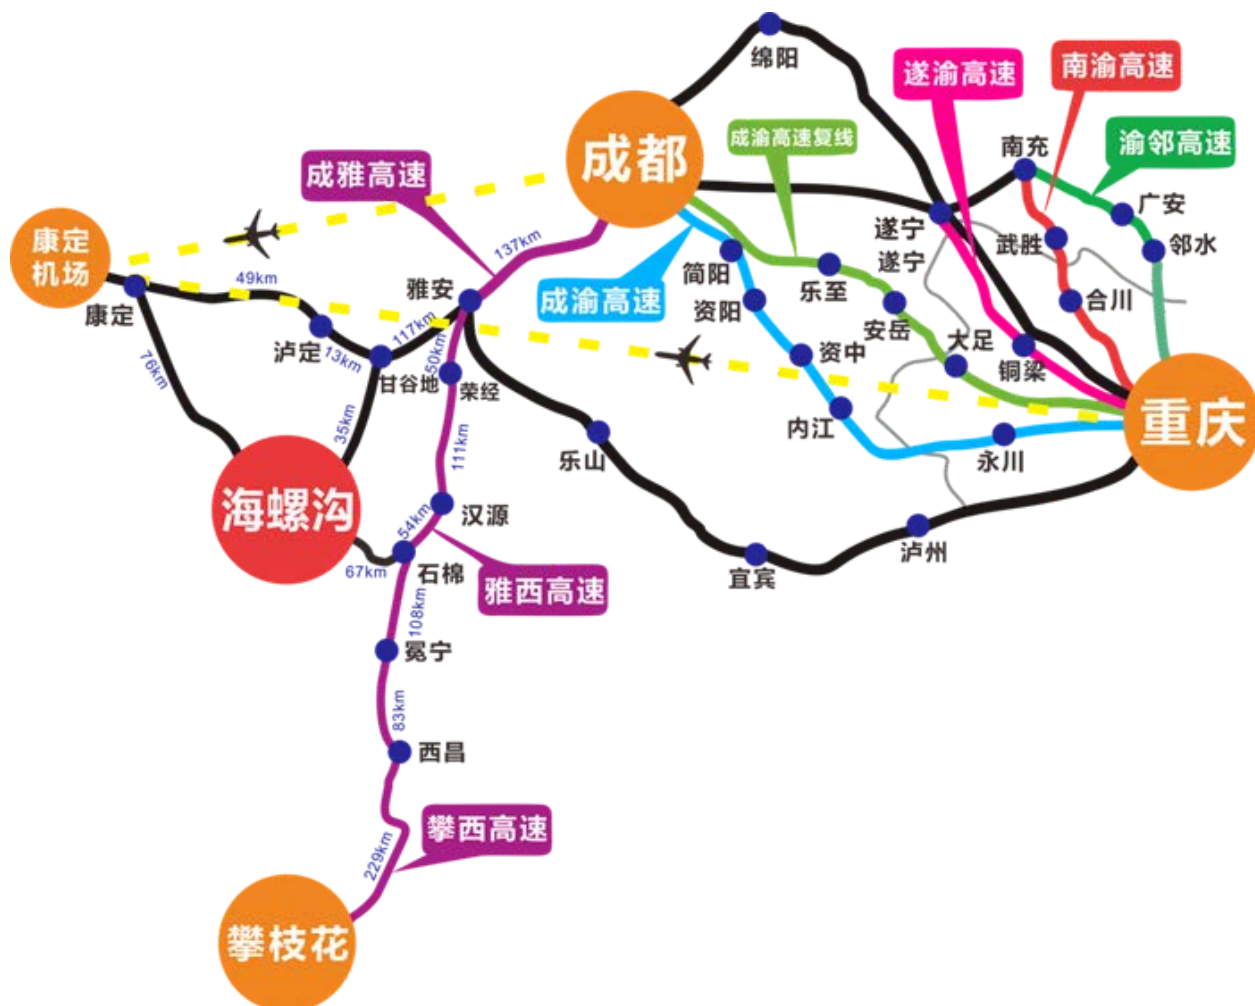 绵阳
遂渝高速
南渝高速
成都
成渝高速复线
南充
渝邻高速
成雅高速
广安
康定
机场
137km
遂宁
遂宁
武胜
邻水
49km
雅安
简阳
成渝高速
乐至
资阳
合川
康定
117km
安岳
泸定
13km
大足
76km
甘谷地
50km
荥经
资中
铜梁
35km
内江
重庆
111km
乐山
永川
海螺沟
汉源
54km
泸州
67km
石棉
宜宾
雅西高速
108km
冕宁
83km
西昌
攀西高速
229km
攀枝花